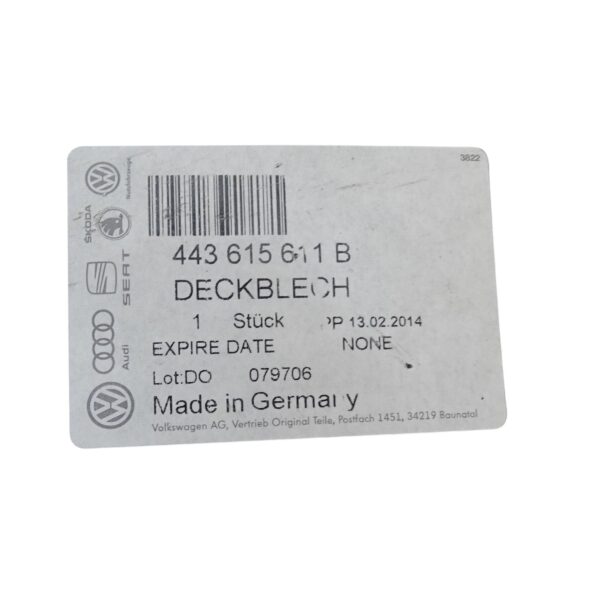 3822
443 615 611 B
DECKBLECH
1 Stück PP 13.02.2014
EXPIRE DATE NONE
Lot:DO 079706
Made in Germany
Volkswagen AG, Vertrieb Original Teile, Postfach 1451, 34219 Baunatal
Nutzfahrzeuge
ŠKODA
SEAT
Audi